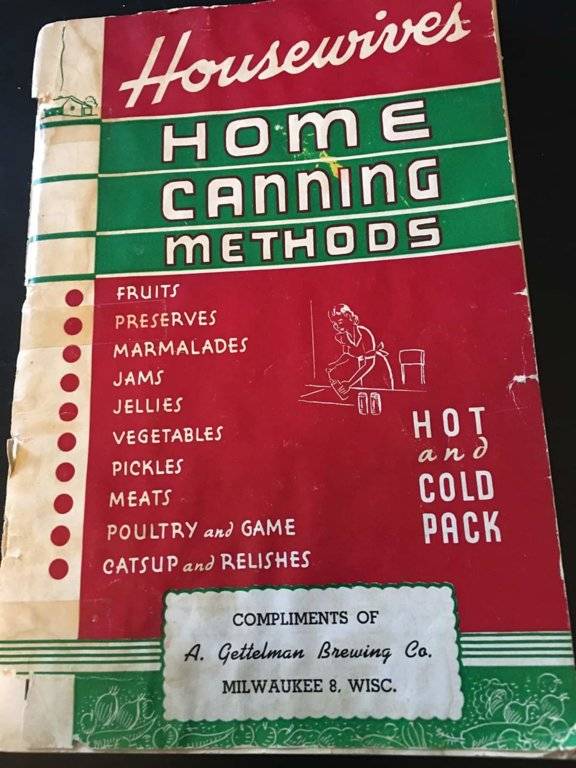 Housewives
HOME
CANNING
METHODS
FRUITS
PRESERVES
MARMALADES
JAMS
JELLIES
VEGETABLES
PICKLES
MEATS
POULTRY and GAME
CATSUP and RELISHES
HOT
and
COLD
PACK
COMPLIMENTS OF
A. Gettelman Brewing Co.
MILWAUKEE 8, WISC.